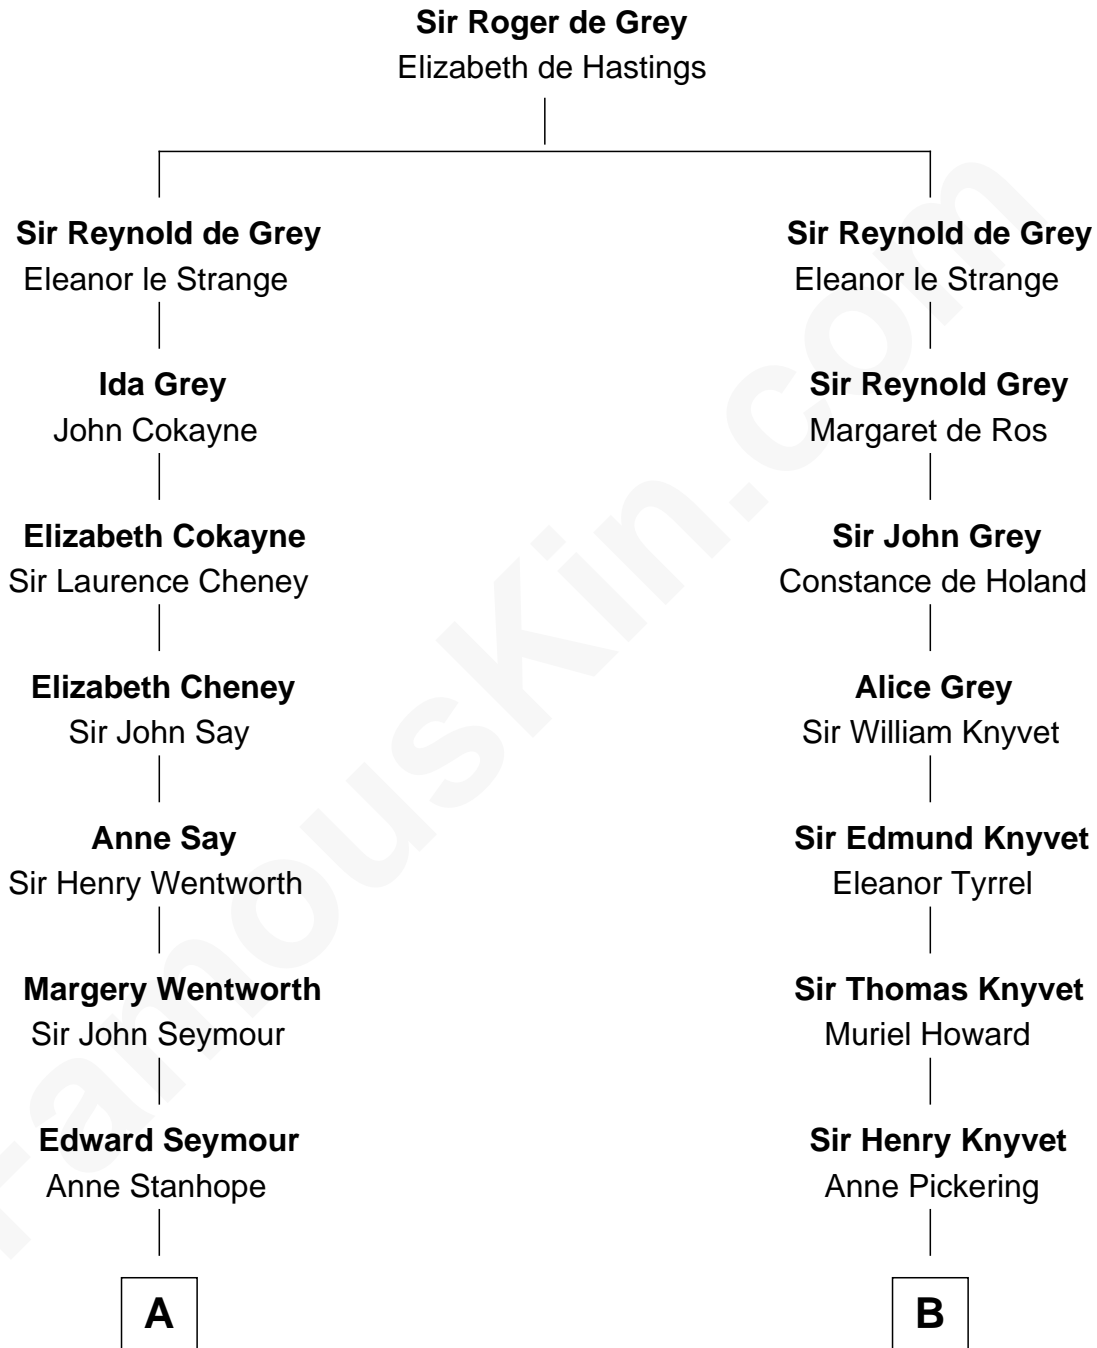 Sir Roger de Grey
Elizabeth de Hastings
Sir Reynold de Grey
Eleanor le Strange
Sir Reynold de Grey
Eleanor le Strange
Ida Grey
John Cokayne
Sir Reynold Grey
Margaret de Ros
Elizabeth Cokayne
Sir Laurence Cheney
Sir John Grey
Constance de Holand
Elizabeth Cheney
Sir John Say
Alice Grey
Sir William Knyvet
Anne Say
Sir Henry Wentworth
Sir Edmund Knyvet
Eleanor Tyrrel
Margery Wentworth
Sir John Seymour
Sir Thomas Knyvet
Muriel Howard
Edward Seymour
Anne Stanhope
Sir Henry Knyvet
Anne Pickering
A
B
FamousKin.com